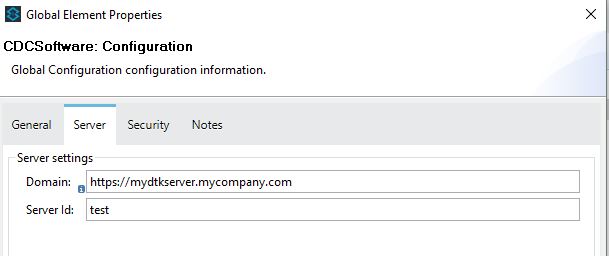 Global Element Properties
CDCSoftware: Configuration
Global Configuration configuration information.
General Server Security Notes
Server settings
Domain: https://mydtkserver.mycompany.com
Server Id: test